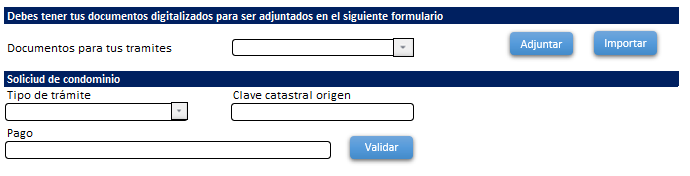 Debes tener tus documentos digitalizados para ser adjuntados en el siguiente formulario
Documentos para tus tramites
Adjuntar
Importar
Soliciud de condominio
Tipo de trámite
Clave catastral origen
Pago
Validar